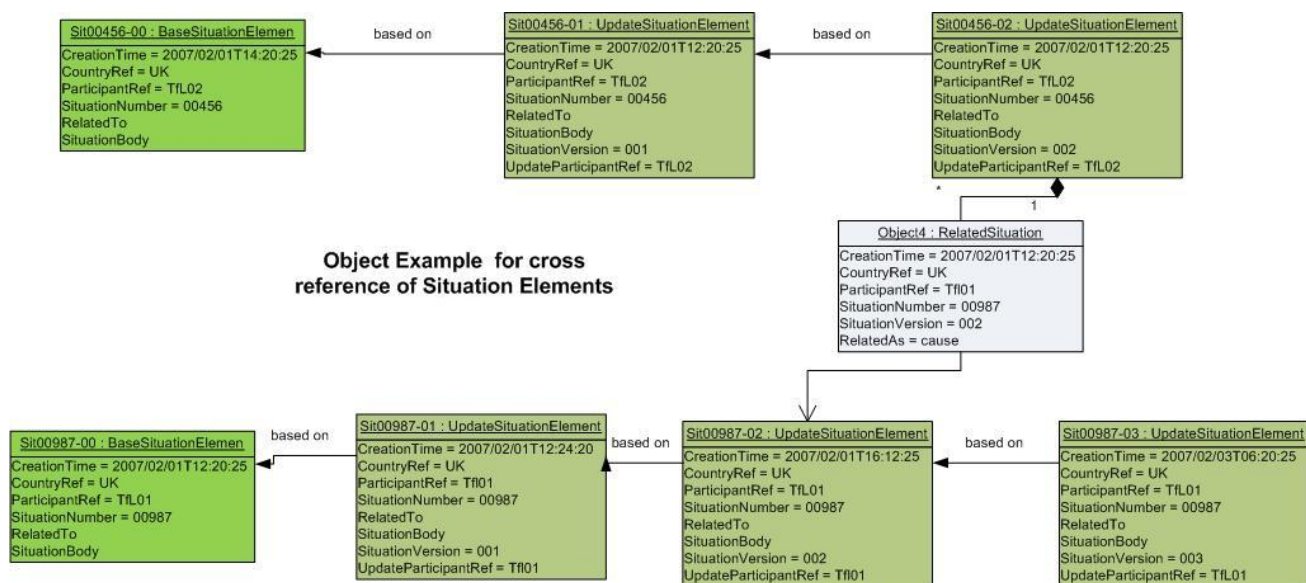 Sit00456-00 : BaseSituationElemen
CreationTime = 2007/02/01T14:20:25
CountryRef = UK
ParticipantRef = TfL02
SituationNumber = 00456
RelatedTo
SituationBody
based on
Sit00456-01 : UpdateSituationElement
CreationTime = 2007/02/01T12:20:25
CountryRef = UK
ParticipantRef = TfL02
SituationNumber = 00456
RelatedTo
SituationBody
SituationVersion = 001
UpdateParticipantRef = TfL02
based on
Sit00456-02 : UpdateSituationElement
CreationTime = 2007/02/01T12:20:25
CountryRef = UK
ParticipantRef = TfL02
SituationNumber = 00456
RelatedTo
SituationBody
SituationVersion = 002
UpdateParticipantRef = TfL02
*
1
Object4 : RelatedSituation
CreationTime = 2007/02/01T12:20:25
CountryRef = UK
ParticipantRef = Tfl01
SituationNumber = 00987
SituationVersion = 002
RelatedAs = cause
Object Example for cross
reference of Situation Elements
Sit00987-00 : BaseSituationElemen
CreationTime = 2007/02/01T12:20:25
CountryRef = UK
ParticipantRef = TfL01
SituationNumber = 00987
RelatedTo
SituationBody
based on
Sit00987-01 : UpdateSituationElement
CreationTime = 2007/02/01T12:24:20
CountryRef = UK
ParticipantRef = Tfl01
SituationNumber = 00987
RelatedTo
SituationBody
SituationVersion = 001
UpdateParticipantRef = Tfl01
based on
Sit00987-02 : UpdateSituationElement
CreationTime = 2007/02/01T16:12:25
CountryRef = UK
ParticipantRef = TfL01
SituationNumber = 00987
RelatedTo
SituationBody
SituationVersion = 002
UpdateParticipantRef = Tfl01
based on
Sit00987-03 : UpdateSituationElement
CreationTime = 2007/02/03T06:20:25
CountryRef = UK
ParticipantRef = TfL01
SituationNumber = 00987
RelatedTo
SituationBody
SituationVersion = 003
UpdateParticipantRef = TfL01